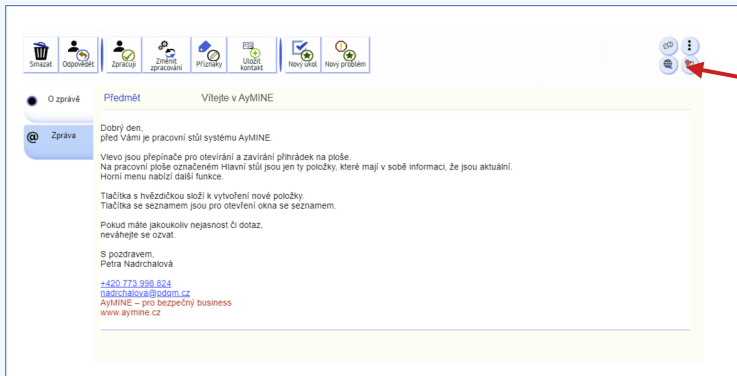 Smazat
Odpovědět
Zpracuji
Změnit
zpracování
Příznaky
Uložit
kontakt
Nový úkol
Nový problém
O zprávě
Předmět Vítejte v AyMINE
@ Zpráva
Dobrý den,
před Vámi je pracovní stůl systému AyMINE.
Vlevo jsou přepínače pro otevírání a zavírání přihrádek na ploše.
Na pracovní ploše označeném Hlavní stůl jsou jen ty položky, které mají v sobě informaci, že jsou aktuální.
Horní menu nabízí další funkce.
Tlačítka s hvězdičkou složí k vytvoření nové položky.
Tlačítka se seznamem jsou pro otevření okna se seznamem.
Pokud máte jakoukoliv nejasnost či dotaz,
neváhejte se ozvat.
S pozdravem,
Petra Nadrchalová
+420 773 998 824
nadrchalova@pdqm.cz
AyMINE – pro bezpečný business
www.aymine.cz